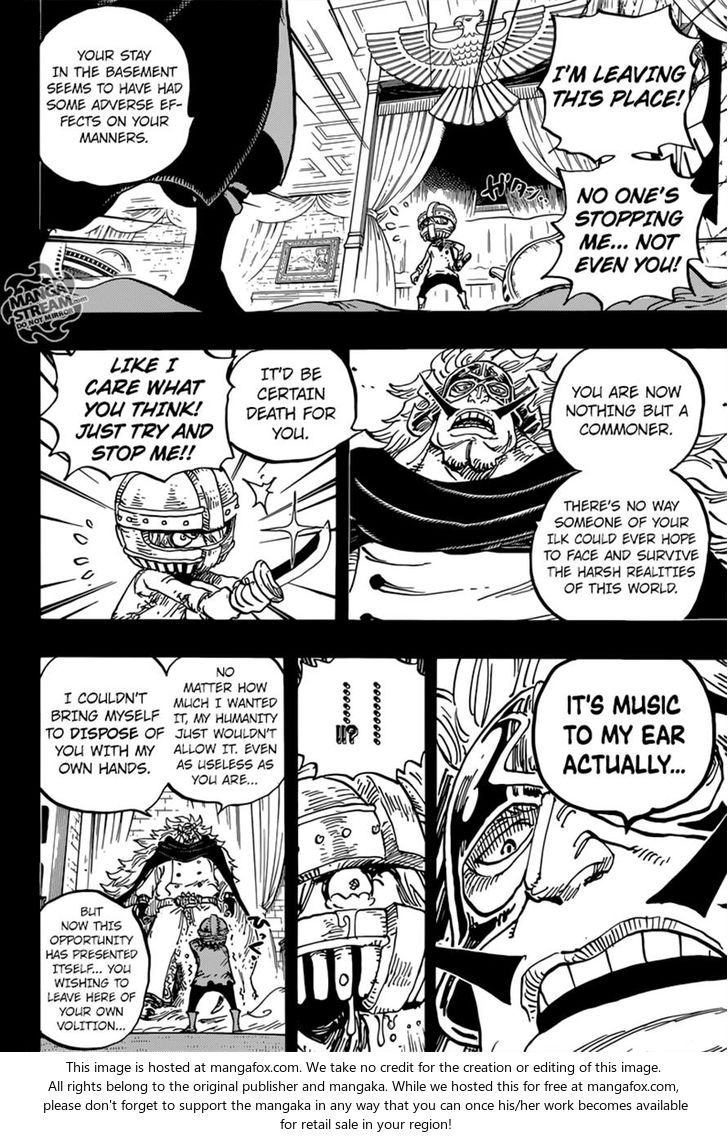 I'M LEAVING
THIS PLACE!
NO ONE'S
STOPPING
ME... NOT
EVEN YOU!
YOUR STAY
IN THE BASEMENT
SEEMS TO HAVE HAD
SOME ADVERSE EF-
FECTS ON YOUR
MANNERS.
MANGA
STREAM.com
DO NOT MIRROR
YOU ARE NOW
NOTHING BUT A
COMMONER.
THERE'S NO WAY
SOMEONE OF YOUR
ILK COULD EVER HOPE
TO FACE AND SURVIVE
THE HARSH REALITIES
OF THIS WORLD.
IT'D BE
CERTAIN
DEATH FOR
YOU.
LIKE I
CARE WHAT
YOU THINK!
JUST TRY AND
STOP ME!!
IT'S MUSIC
TO MY EAR
ACTUALLY...
!!?
NO
MATTER HOW
MUCH I WANTED
IT, MY HUMANITY
JUST WOULDN'T
ALLOW IT. EVEN
AS USELESS AS
YOU ARE...
I COULDN'T
BRING MYSELF
TO DISPOSE OF
YOU WITH MY
OWN HANDS.
BUT
NOW THIS
OPPORTUNITY
HAS PRESENTED
ITSELF... YOU
WISHING TO
LEAVE HERE OF
YOUR OWN
VOLITION...
This image is hosted at mangafox.com. We take no credit for the creation or editing of this image.
All rights belong to the original publisher and mangaka. While we hosted this for free at mangafox.com,
please don't forget to support the mangaka in any way that you can once his/her work becomes available
for retail sale in your region!